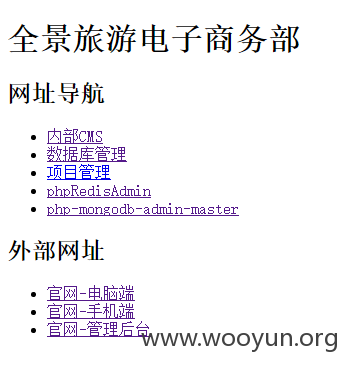 全景旅游电子商务部
网址导航
内部CMS
数据库管理
项目管理
phpRedisAdmin
php-mongodb-admin-master
外部网址
官网-电脑端
官网-手机端
官网-管理后台
www.wooyun.org